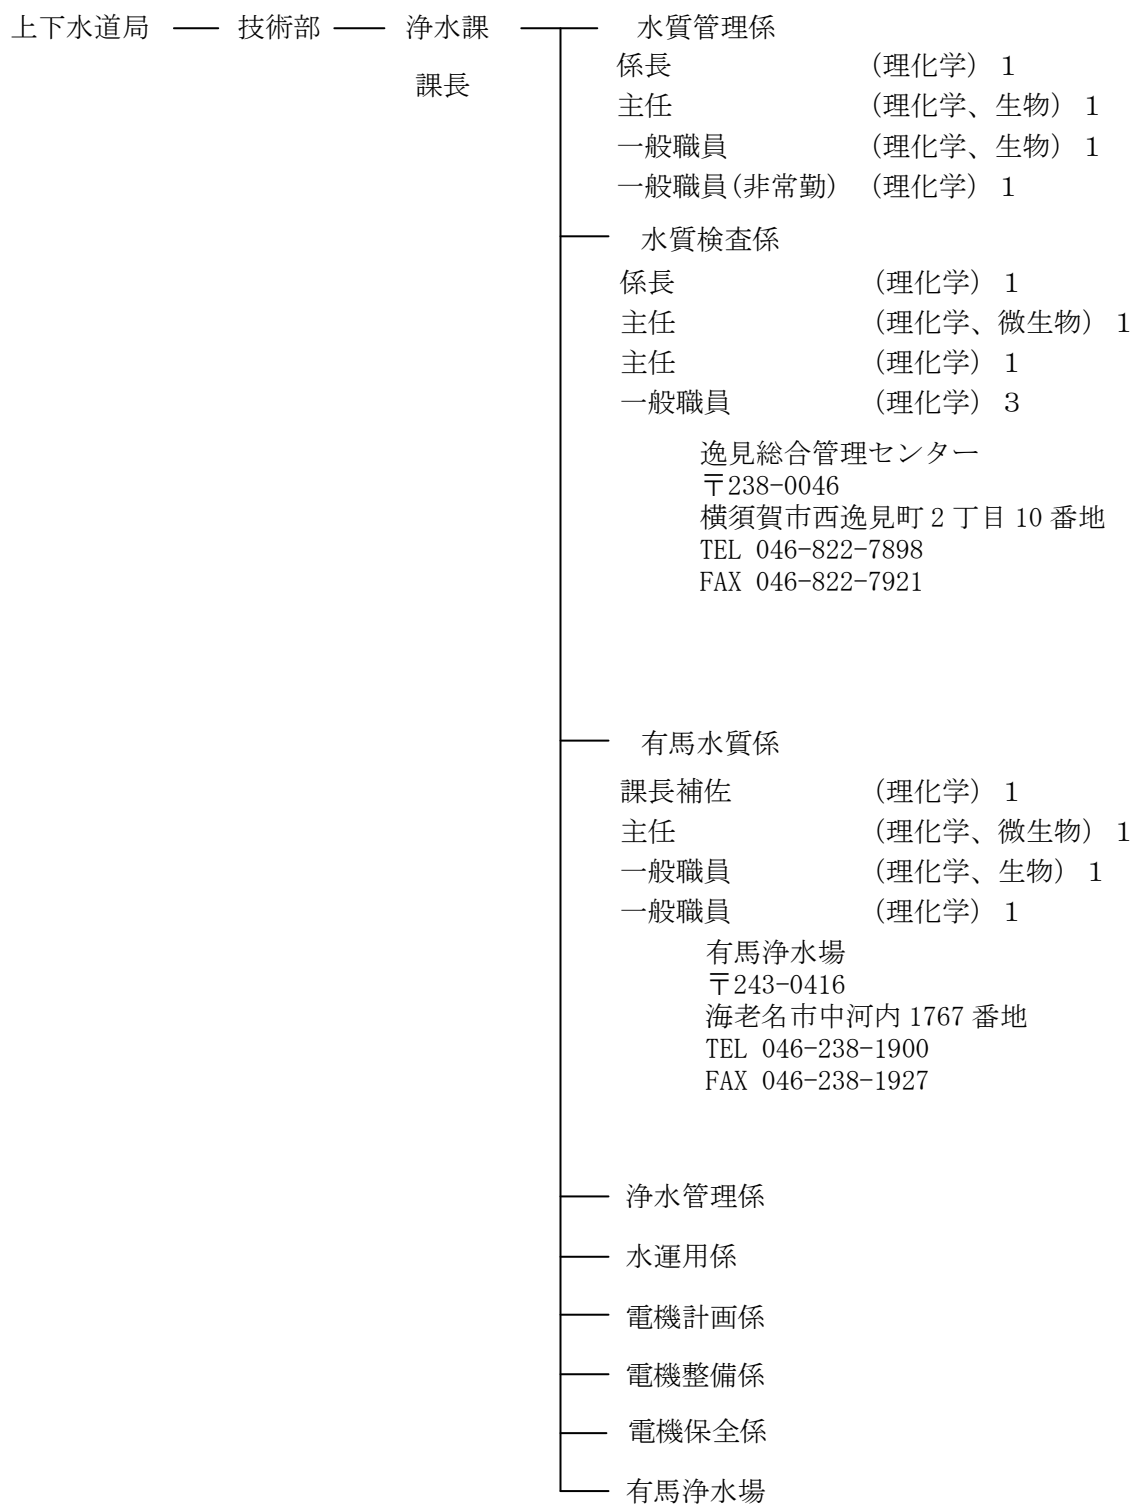 上下水道局 技術部 浄水課 水質管理係
課長
係長 (理化学) 1
主任 (理化学、生物) 1
一般職員 (理化学、生物) 1
一般職員(非常勤) (理化学) 1
水質検査係
係長 (理化学) 1
主任 (理化学、微生物) 1
主任 (理化学) 1
一般職員 (理化学) 3
逸見総合管理センター
〒238-0046
横須賀市西逸見町2丁目10番地
TEL 046-822-7898
FAX 046-822-7921
有馬水質係
課長補佐 (理化学) 1
主任 (理化学、微生物) 1
一般職員 (理化学、生物) 1
一般職員 (理化学) 1
有馬浄水場
〒243-0416
海老名市中河内1767番地
TEL 046-238-1900
FAX 046-238-1927
浄水管理係
水運用係
電機計画係
電機整備係
電機保全係
有馬浄水場